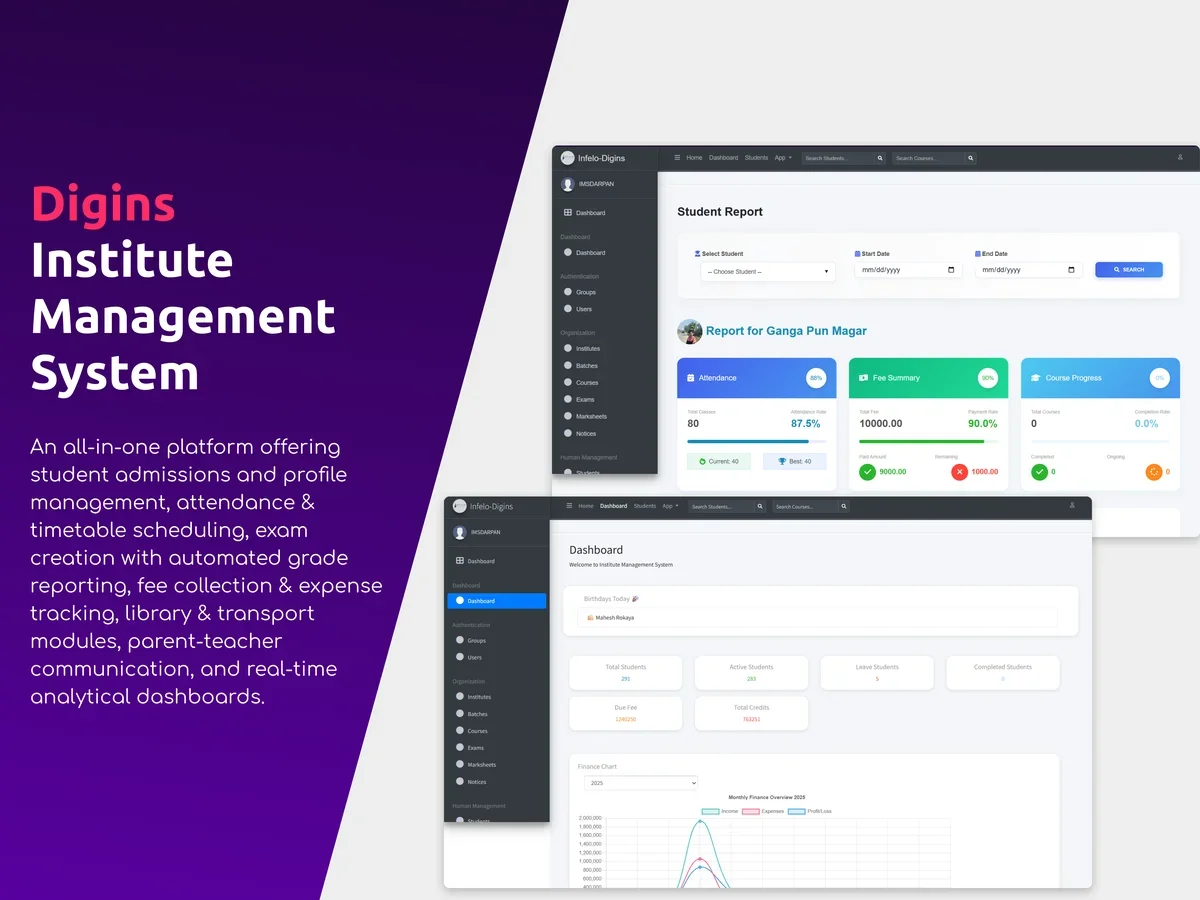 Digins
Institute
Management
System
An all-in-one platform offering
student admissions and profile
management, attendance &
timetable scheduling, exam
creation with automated grade
reporting, fee collection & expense
tracking, library & transport
modules, parent-teacher
communication, and real-time
analytical dashboards.
Infelo-Digins
Home Dashboard Students App Search Students... Search Courses...
IMSDARPAN
Dashboard
Dashboard
Dashboard
Authentication
Groups
Users
Organization
Institutes
Batches
Courses
Exams
Marksheets
Notices
Human Management
Students
Student Report
Select Student Start Date End Date
-- Choose Student -- mm/dd/yyyy mm/dd/yyyy SEARCH
Report for Ganga Pun Magar
Attendance 88%
Total Classes Attendance Rate
80 87.5%
Current: 40 Best: 40
Fee Summary 90%
Total Fee Payment Rate
10000.00 90.0%
Paid Amount Remaining
9000.00 1000.00
Course Progress 0%
Total Courses Completion Rate
0 0.0%
Completed Ongoing
0 0
Infelo-Digins
Home Dashboard Students App Search Students... Search Courses...
IMSDARPAN
Dashboard
Dashboard
Dashboard
Authentication
Groups
Users
Organization
Institutes
Batches
Courses
Exams
Marksheets
Notices
Human Management
Students
Dashboard
Welcome to Institute Management System
Birthdays Today
Mahesh Rokaya
Total Students Active Students Leave Students Completed Students
291 283 5 0
Due Fee Total Credits
1240250 763251
Finance Chart
2025
Monthly Finance Overview 2025
Income Expenses Profit/Loss
2,000,000
1,800,000
1,600,000
1,400,000
1,200,000
1,000,000
800,000
600,000
400,000